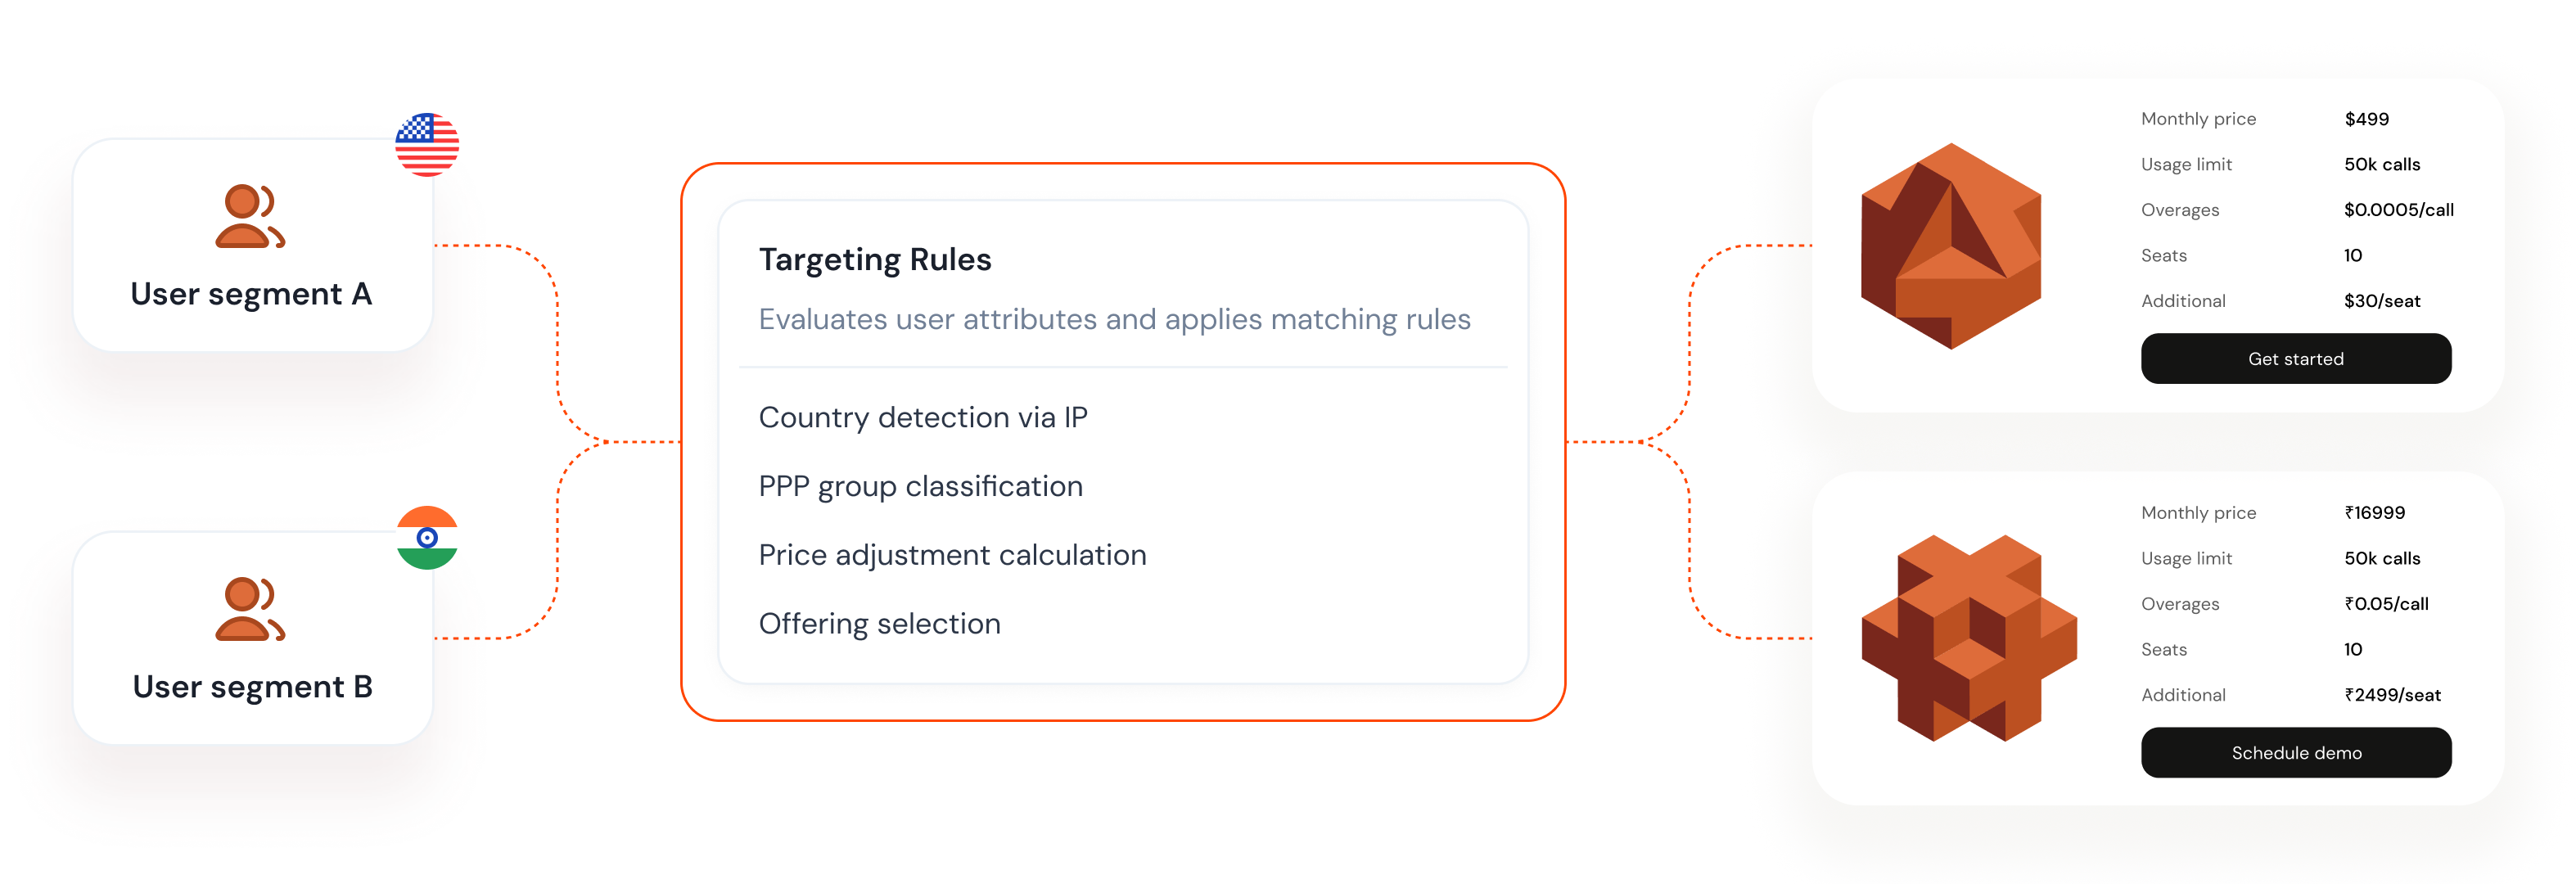 User segment A
User segment B
Targeting Rules
Evaluates user attributes and applies matching rules
Country detection via IP
PPP group classification
Price adjustment calculation
Offering selection
Monthly price $499
Usage limit 50k calls
Overages $0.0005/call
Seats 10
Additional $30/seat
Get started
Monthly price ₹16999
Usage limit 50k calls
Overages ₹0.05/call
Seats 10
Additional ₹2499/seat
Schedule demo